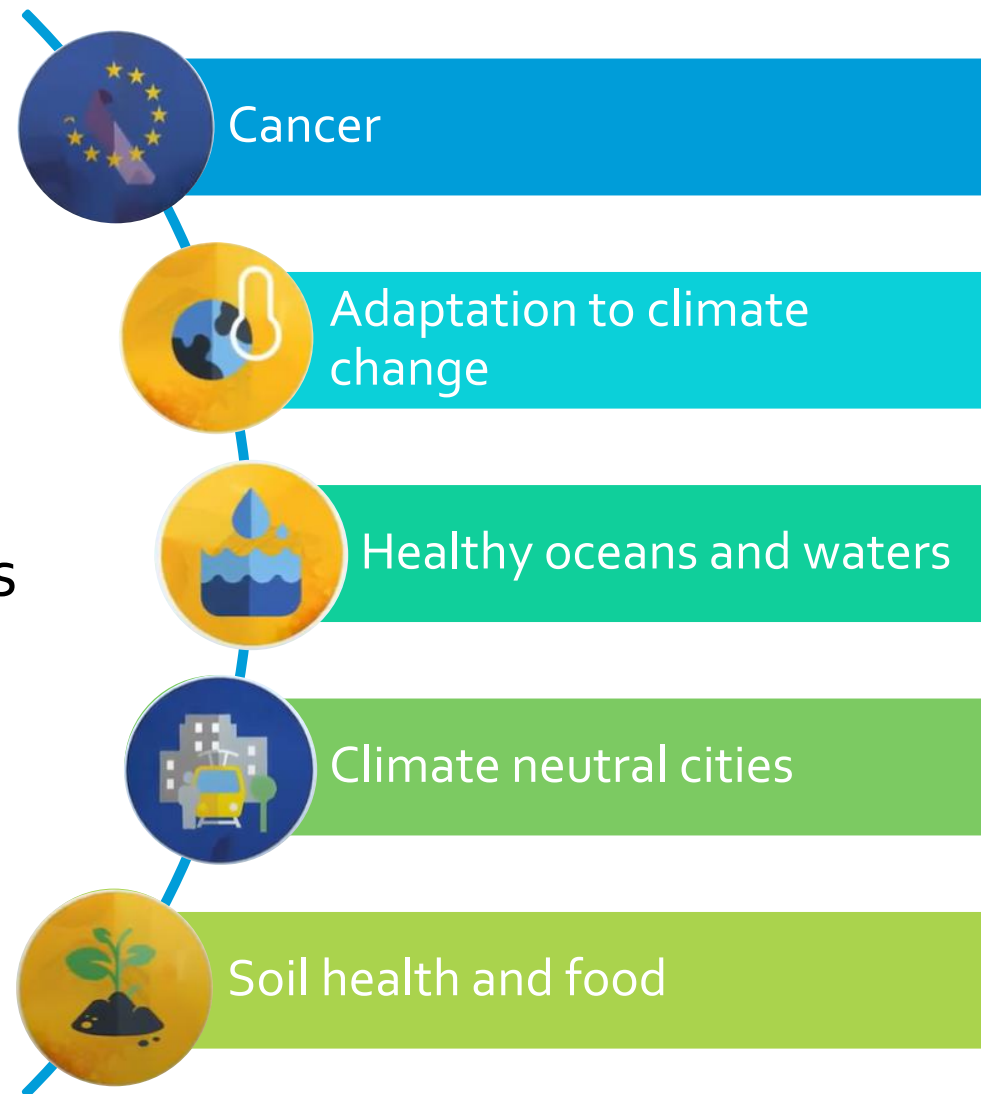 Cancer
Adaptation to climate
change
Healthy oceans and waters
s
Climate neutral cities
Soil health and food